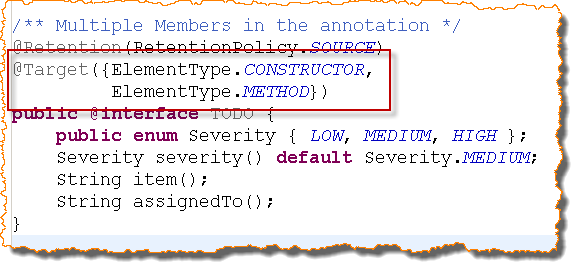 /** Multiple Members in the annotation */
@Retention(RetentionPolicy.SOURCE)
@Target({ElementType.CONSTRUCTOR,
ElementType.METHOD})
public @interface TODO {
public enum Severity { LOW, MEDIUM, HIGH };
Severity severity() default Severity.MEDIUM;
String item();
String assignedTo();
}